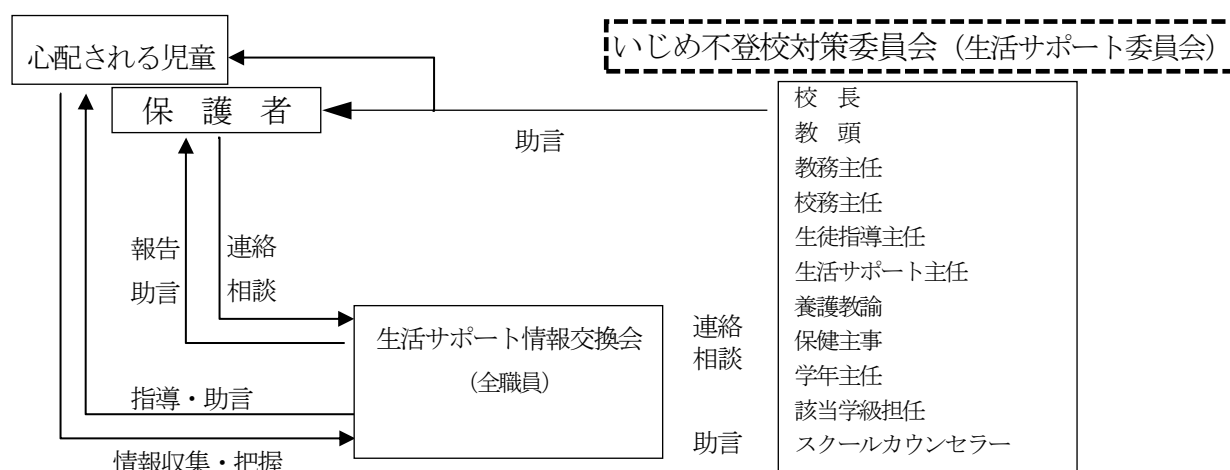 いじめ不登校対策委員会（生活サポート委員会）
心配される児童
保　護　者
助言
校　長
教　頭
教務主任
校務主任
生徒指導主任
生活サポート主任
養護教諭
保健主事
学年主任
該当学級担任
スクールカウンセラー
報告
助言
連絡
相談
生活サポート情報交換会
（全職員）
連絡
相談
助言
指導・助言
情報収集・把握